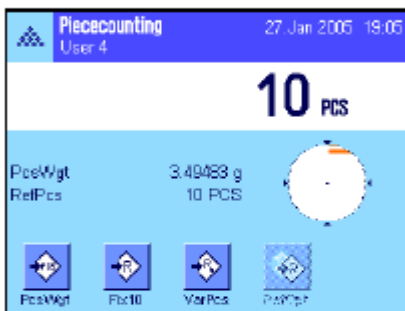 Piececounting 27.Jan 2005 19:05
User 4
10 PCS
PcsWgt 3.49483 g
RefPcs 10 PCS
PcsWgt Fix10 VarPcs RefOpt